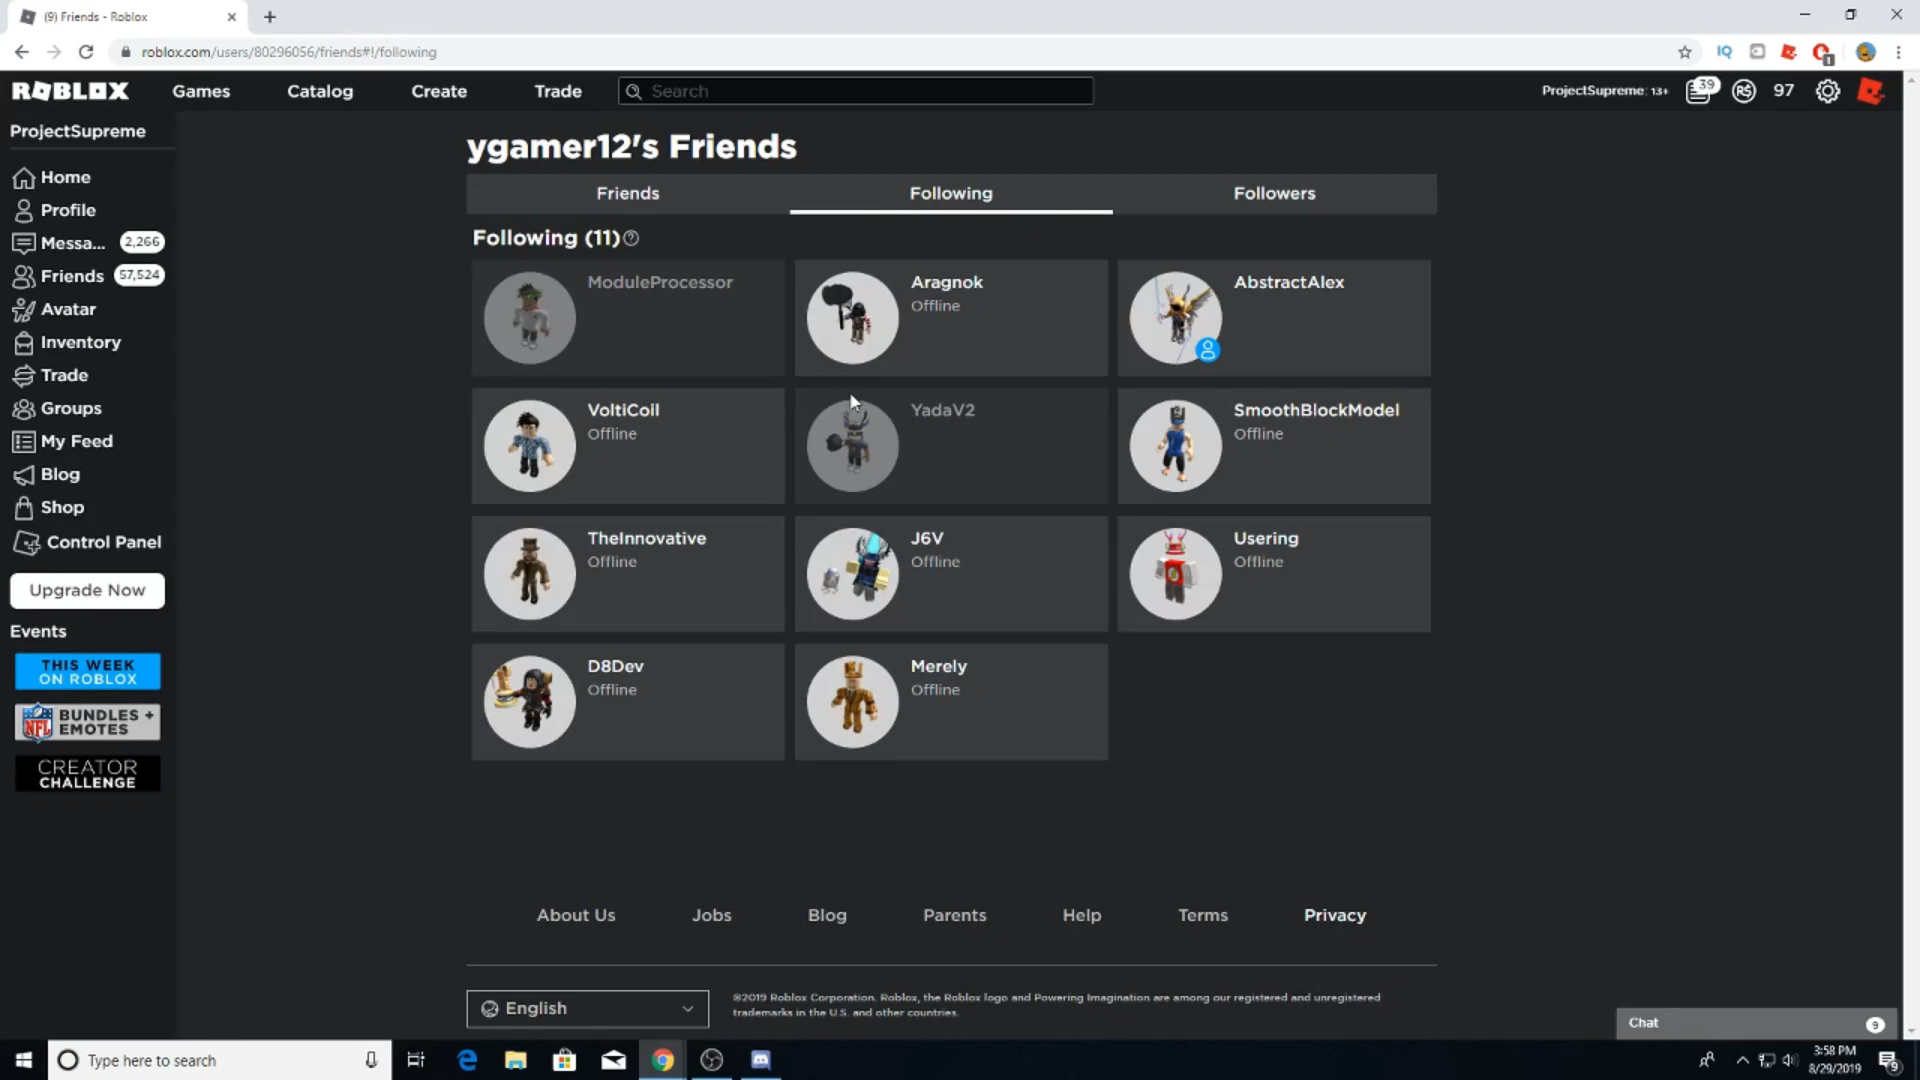 (9) Friends - Roblox
roblox.com/users/80296056/friends#!/following
IQ
1
ROBLOX
Games
Catalog
Create
Trade
Search
ProjectSupreme: 13+
39
R$
97
ProjectSupreme
Home
Profile
Messa... 2,266
Friends 57,524
Avatar
Inventory
Trade
Groups
My Feed
Blog
Shop
Control Panel
Upgrade Now
Events
THIS WEEK
ON ROBLOX
NFL
BUNDLES +
EMOTES
CREATOR
CHALLENGE
ygamer12's Friends
Friends
Following
Followers
Following (11)
ModuleProcessor
Aragnok
Offline
AbstractAlex
VoltiCoil
Offline
YadaV2
SmoothBlockModel
Offline
TheInnovative
Offline
J6V
Offline
Usering
Offline
D8Dev
Offline
Merely
Offline
About Us
Jobs
Blog
Parents
Help
Terms
Privacy
English
©2019 Roblox Corporation. Roblox, the Roblox logo and Powering Imagination are among our registered and unregistered
trademarks in the U.S. and other countries.
Chat
9
Type here to search
3:58 PM
8/29/2019
9